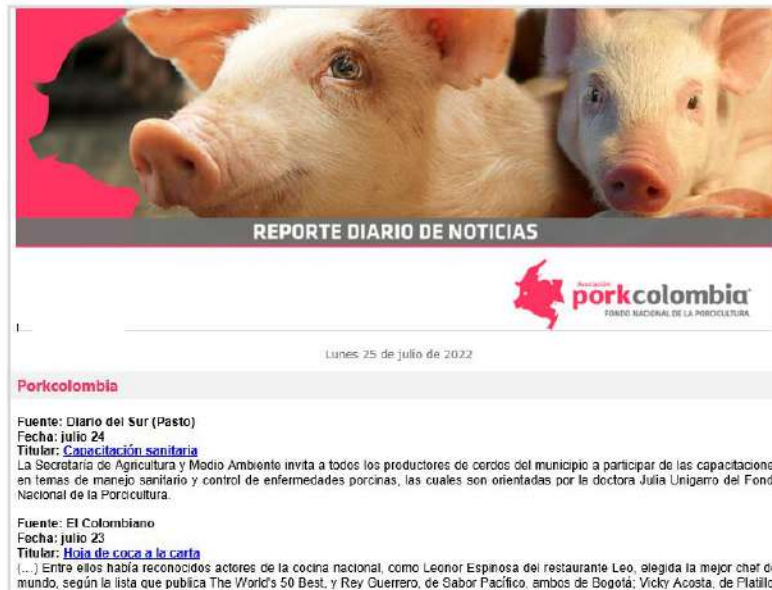 REPORTE DIARIO DE NOTICIAS
Asociación
porkcolombia
FONDO NACIONAL DE LA PORCICULTURA
Lunes 25 de julio de 2022
Porkcolombia
Fuente: Diario del Sur (Pasto)
Fecha: julio 24
Titular: Capacitación sanitaria
La Secretaría de Agricultura y Medio Ambiente invita a todos los productores de cerdos del municipio a participar de las capacitacione
en temas de manejo sanitario y control de enfermedades porcinas, las cuales son orientadas por la doctora Julia Unigarro del Fond
Nacional de la Porcicultura.
Fuente: El Colombiano
Fecha: julio 23
Titular: Hoja de coca a la carta
(...) Entre ellos había reconocidos actores de la cocina nacional, como Leonor Espinosa del restaurante Leo, elegida la mejor chef de
mundo, según la lista que publica The World's 50 Best, y Rey Guerrero, de Sabor Pacífico, ambos de Bogotá; Vicky Acosta, de Platillo